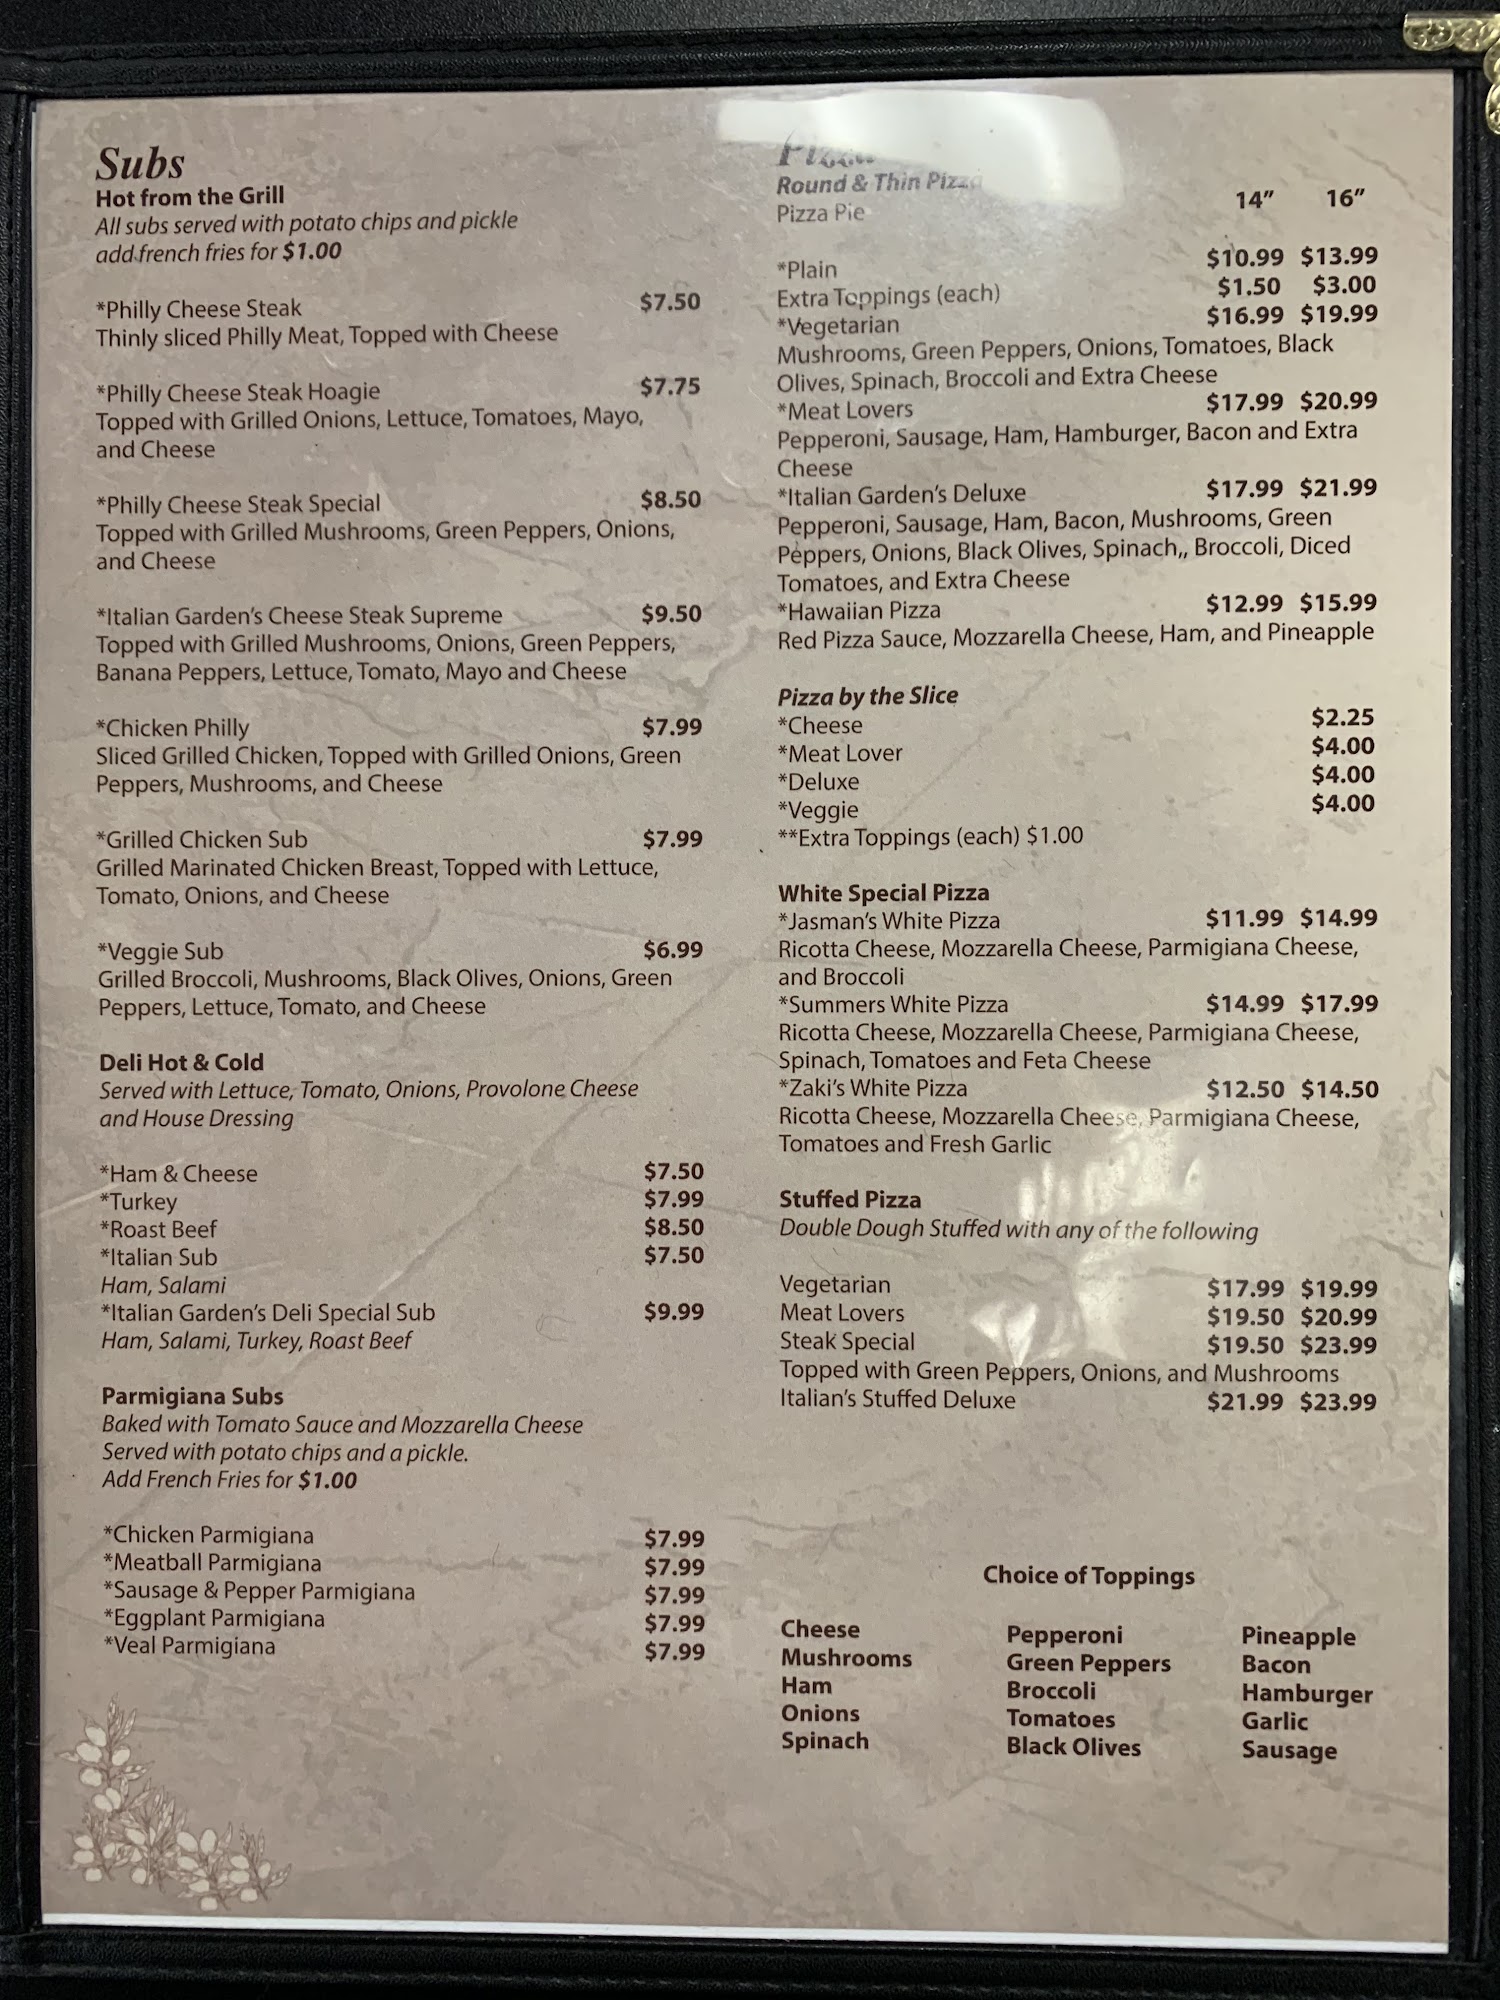 Subs
Hot from the Grill
All subs served with potato chips and pickle
add french fries for $1.00
*Philly Cheese Steak $7.50
Thinly sliced Philly Meat, Topped with Cheese
*Philly Cheese Steak Hoagie $7.75
Topped with Grilled Onions, Lettuce, Tomatoes, Mayo,
and Cheese
*Philly Cheese Steak Special $8.50
Topped with Grilled Mushrooms, Green Peppers, Onions,
and Cheese
*Italian Garden's Cheese Steak Supreme $9.50
Topped with Grilled Mushrooms, Onions, Green Peppers,
Banana Peppers, Lettuce, Tomato, Mayo and Cheese
*Chicken Philly $7.99
Sliced Grilled Chicken, Topped with Grilled Onions, Green
Peppers, Mushrooms, and Cheese
*Grilled Chicken Sub $7.99
Grilled Marinated Chicken Breast, Topped with Lettuce,
Tomato, Onions, and Cheese
*Veggie Sub $6.99
Grilled Broccoli, Mushrooms, Black Olives, Onions, Green
Peppers, Lettuce, Tomato, and Cheese
Deli Hot & Cold
Served with Lettuce, Tomato, Onions, Provolone Cheese
and House Dressing
*Ham & Cheese $7.50
*Turkey $7.99
*Roast Beef $8.50
*Italian Sub $7.50
Ham, Salami
*Italian Garden's Deli Special Sub $9.99
Ham, Salami, Turkey, Roast Beef
Parmigiana Subs
Baked with Tomato Sauce and Mozzarella Cheese
Served with potato chips and a pickle.
Add French Fries for $1.00
*Chicken Parmigiana $7.99
*Meatball Parmigiana $7.99
*Sausage & Pepper Parmigiana $7.99
*Eggplant Parmigiana $7.99
*Veal Parmigiana $7.99
Pizza
Round & Thin Pizza
Pizza Pie 14" 16"
*Plain $10.99 $13.99
Extra Toppings (each) $1.50 $3.00
*Vegetarian $16.99 $19.99
Mushrooms, Green Peppers, Onions, Tomatoes, Black
Olives, Spinach, Broccoli and Extra Cheese
*Meat Lovers $17.99 $20.99
Pepperoni, Sausage, Ham, Hamburger, Bacon and Extra
Cheese
*Italian Garden's Deluxe $17.99 $21.99
Pepperoni, Sausage, Ham, Bacon, Mushrooms, Green
Peppers, Onions, Black Olives, Spinach,, Broccoli, Diced
Tomatoes, and Extra Cheese
*Hawaiian Pizza $12.99 $15.99
Red Pizza Sauce, Mozzarella Cheese, Ham, and Pineapple
Pizza by the Slice
*Cheese $2.25
*Meat Lover $4.00
*Deluxe $4.00
*Veggie $4.00
**Extra Toppings (each) $1.00
White Special Pizza
*Jasman's White Pizza $11.99 $14.99
Ricotta Cheese, Mozzarella Cheese, Parmigiana Cheese,
and Broccoli
*Summers White Pizza $14.99 $17.99
Ricotta Cheese, Mozzarella Cheese, Parmigiana Cheese,
Spinach, Tomatoes and Feta Cheese
*Zaki's White Pizza $12.50 $14.50
Ricotta Cheese, Mozzarella Cheese, Parmigiana Cheese,
Tomatoes and Fresh Garlic
Stuffed Pizza
Double Dough Stuffed with any of the following
Vegetarian $17.99 $19.99
Meat Lovers $19.50 $20.99
Steak Special $19.50 $23.99
Topped with Green Peppers, Onions, and Mushrooms
Italian's Stuffed Deluxe $21.99 $23.99
Choice of Toppings
Cheese Pepperoni Pineapple
Mushrooms Green Peppers Bacon
Ham Broccoli Hamburger
Onions Tomatoes Garlic
Spinach Black Olives Sausage